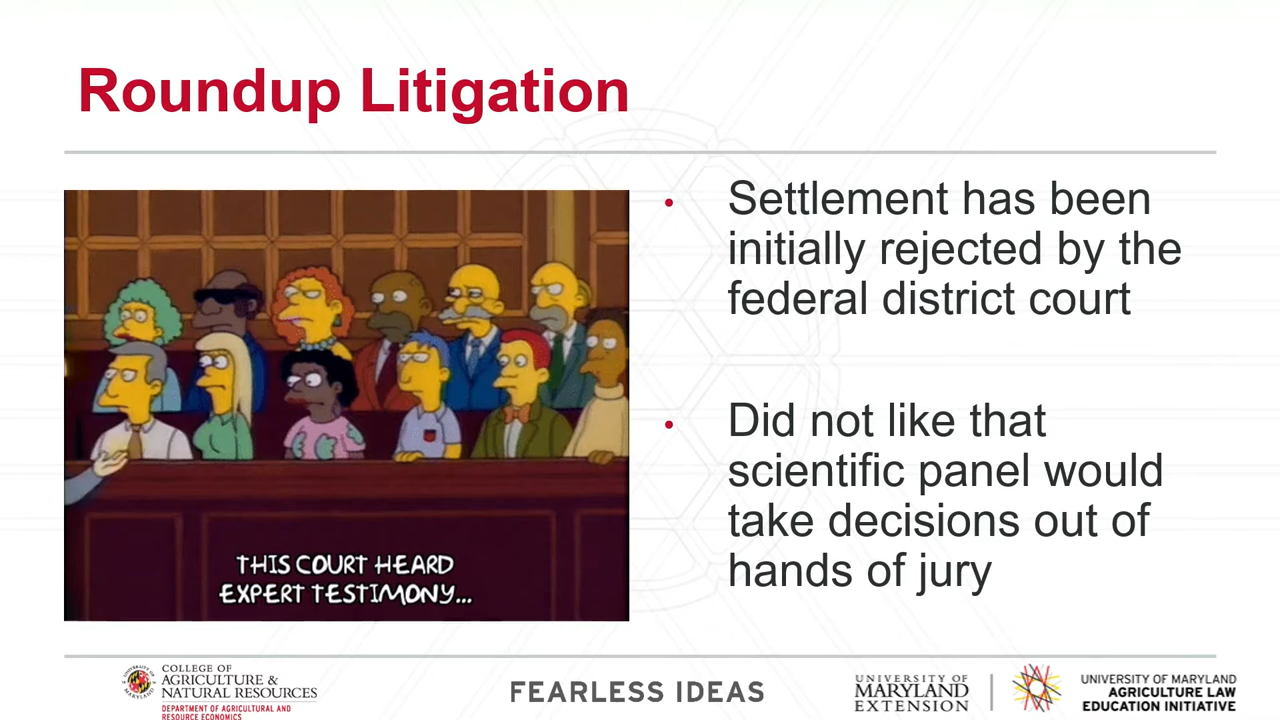 Roundup Litigation
• Settlement has been
initially rejected by the
federal district court
• Did not like that
scientific panel would
take decisions out of
hands of jury
THIS COURT HEARD
EXPERT TESTIMONY...
COLLEGE OF
AGRICULTURE &
NATURAL RESOURCES
DEPARTMENT OF AGRICULTURAL AND
RESOURCE ECONOMICS
FEARLESS IDEAS
UNIVERSITY OF
MARYLAND
EXTENSION
UNIVERSITY OF MARYLAND
AGRICULTURE LAW
EDUCATION INITIATIVE